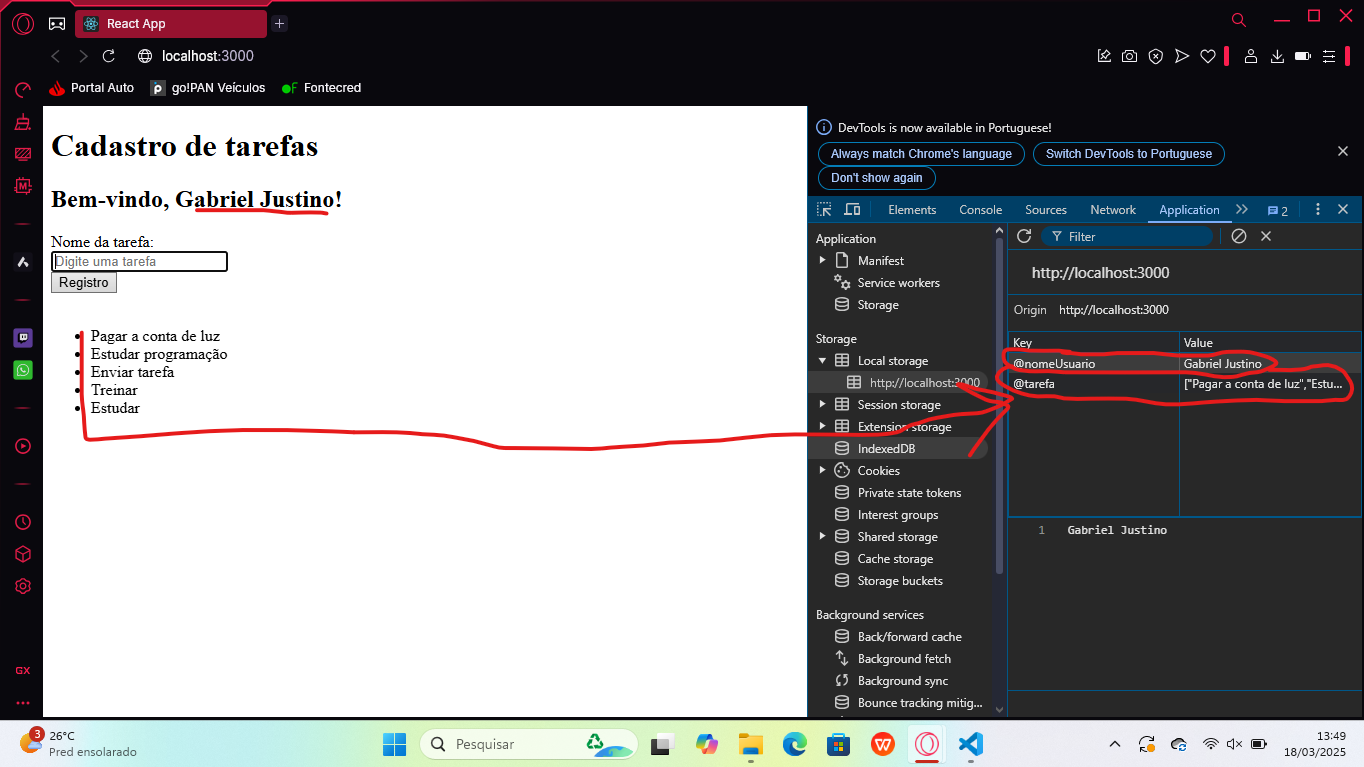 React App
localhost:3000
Portal Auto
go!PAN Veículos
Fontecred
Cadastro de tarefas
Bem-vindo, Gabriel Justino!
Nome da tarefa:
Digite uma tarefa
Registro
Pagar a conta de luz
Estudar programação
Enviar tarefa
Treinar
Estudar
DevTools is now available in Portuguese!
Always match Chrome's language
Switch DevTools to Portuguese
Don't show again
Elements
Console
Sources
Network
Application
2
Application
Manifest
Service workers
Storage
Storage
Local storage
http://localhost:3000
Session storage
Extension storage
IndexedDB
Cookies
Private state tokens
Interest groups
Shared storage
Cache storage
Storage buckets
Background services
Back/forward cache
Background fetch
Background sync
Bounce tracking mitig...
Filter
http://localhost:3000
Origin http://localhost:3000
Key Value
@nomeUsuario Gabriel Justino
@tarefa ["Pagar a conta de luz","Estu...
1 Gabriel Justino
GX
3
26°C
Pred ensolarado
Pesquisar
13:49
18/03/2025